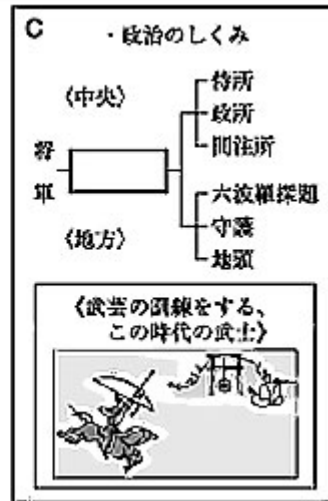 C
・政治のしくみ
〈中央〉
侍所
政所
問注所
将軍
六波羅探題
守護
地頭
〈地方〉
《武芸の訓練をする、
この時代の武士》